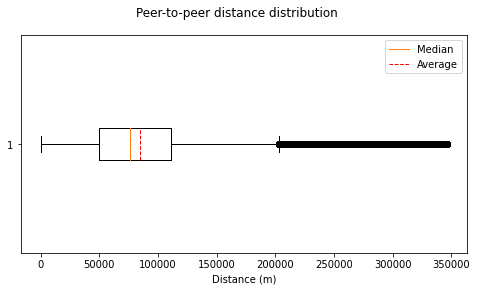 Peer-to-peer distance distribution
Median
Average
1
0 50000 100000 150000 200000 250000 300000 350000
Distance (m)